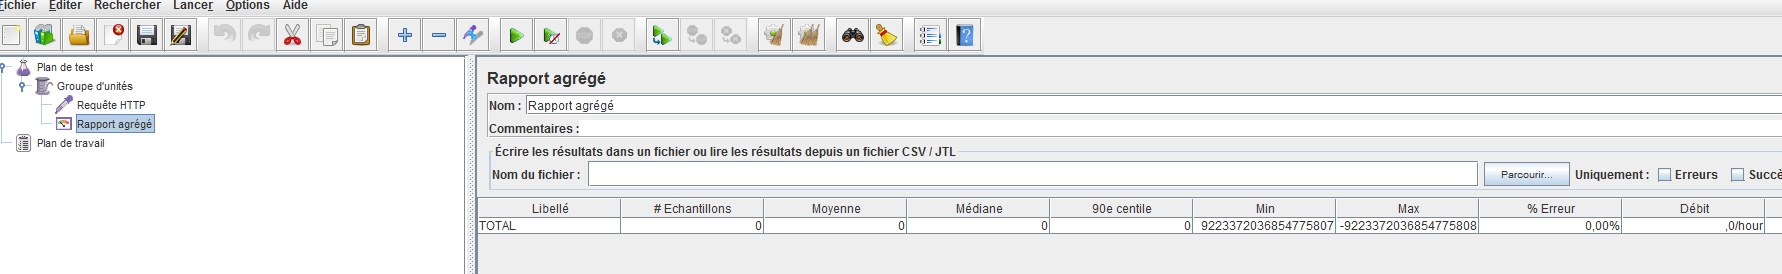 Fichier Editer Rechercher Lancer Options Aide
Plan de test
Groupe d'unités
Requête HTTP
Rapport agrégé
Plan de travail
Rapport agrégé
Nom : Rapport agrégé
Commentaires :
Écrire les résultats dans un fichier ou lire les résultats depuis un fichier CSV / JTL
Nom du fichier : Parcourir... Uniquement : Erreurs Succè
Libellé # Echantillons Moyenne Médiane 90e centile Min Max % Erreur Débit
TOTAL 0 0 0 0 9223372036854775807 -9223372036854775808 0,00% ,0/hour